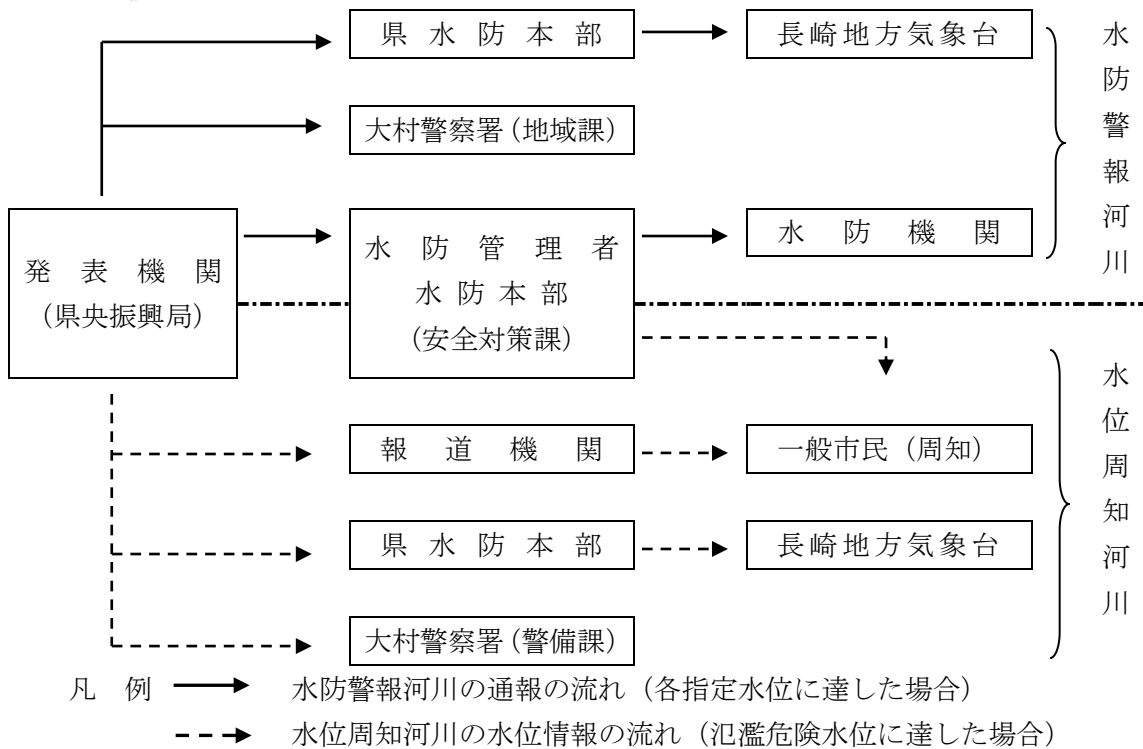 県水防本部
長崎地方気象台
大村警察署（地域課）
発表機関
（県央振興局）
水防管理者
水防本部
（安全対策課）
水防機関
水防警報河川
報道機関
一般市民（周知）
県水防本部
長崎地方気象台
大村警察署（警備課）
水位周知河川
凡例
水防警報河川の通報の流れ（各指定水位に達した場合）
水位周知河川の水位情報の流れ（氾濫危険水位に達した場合）